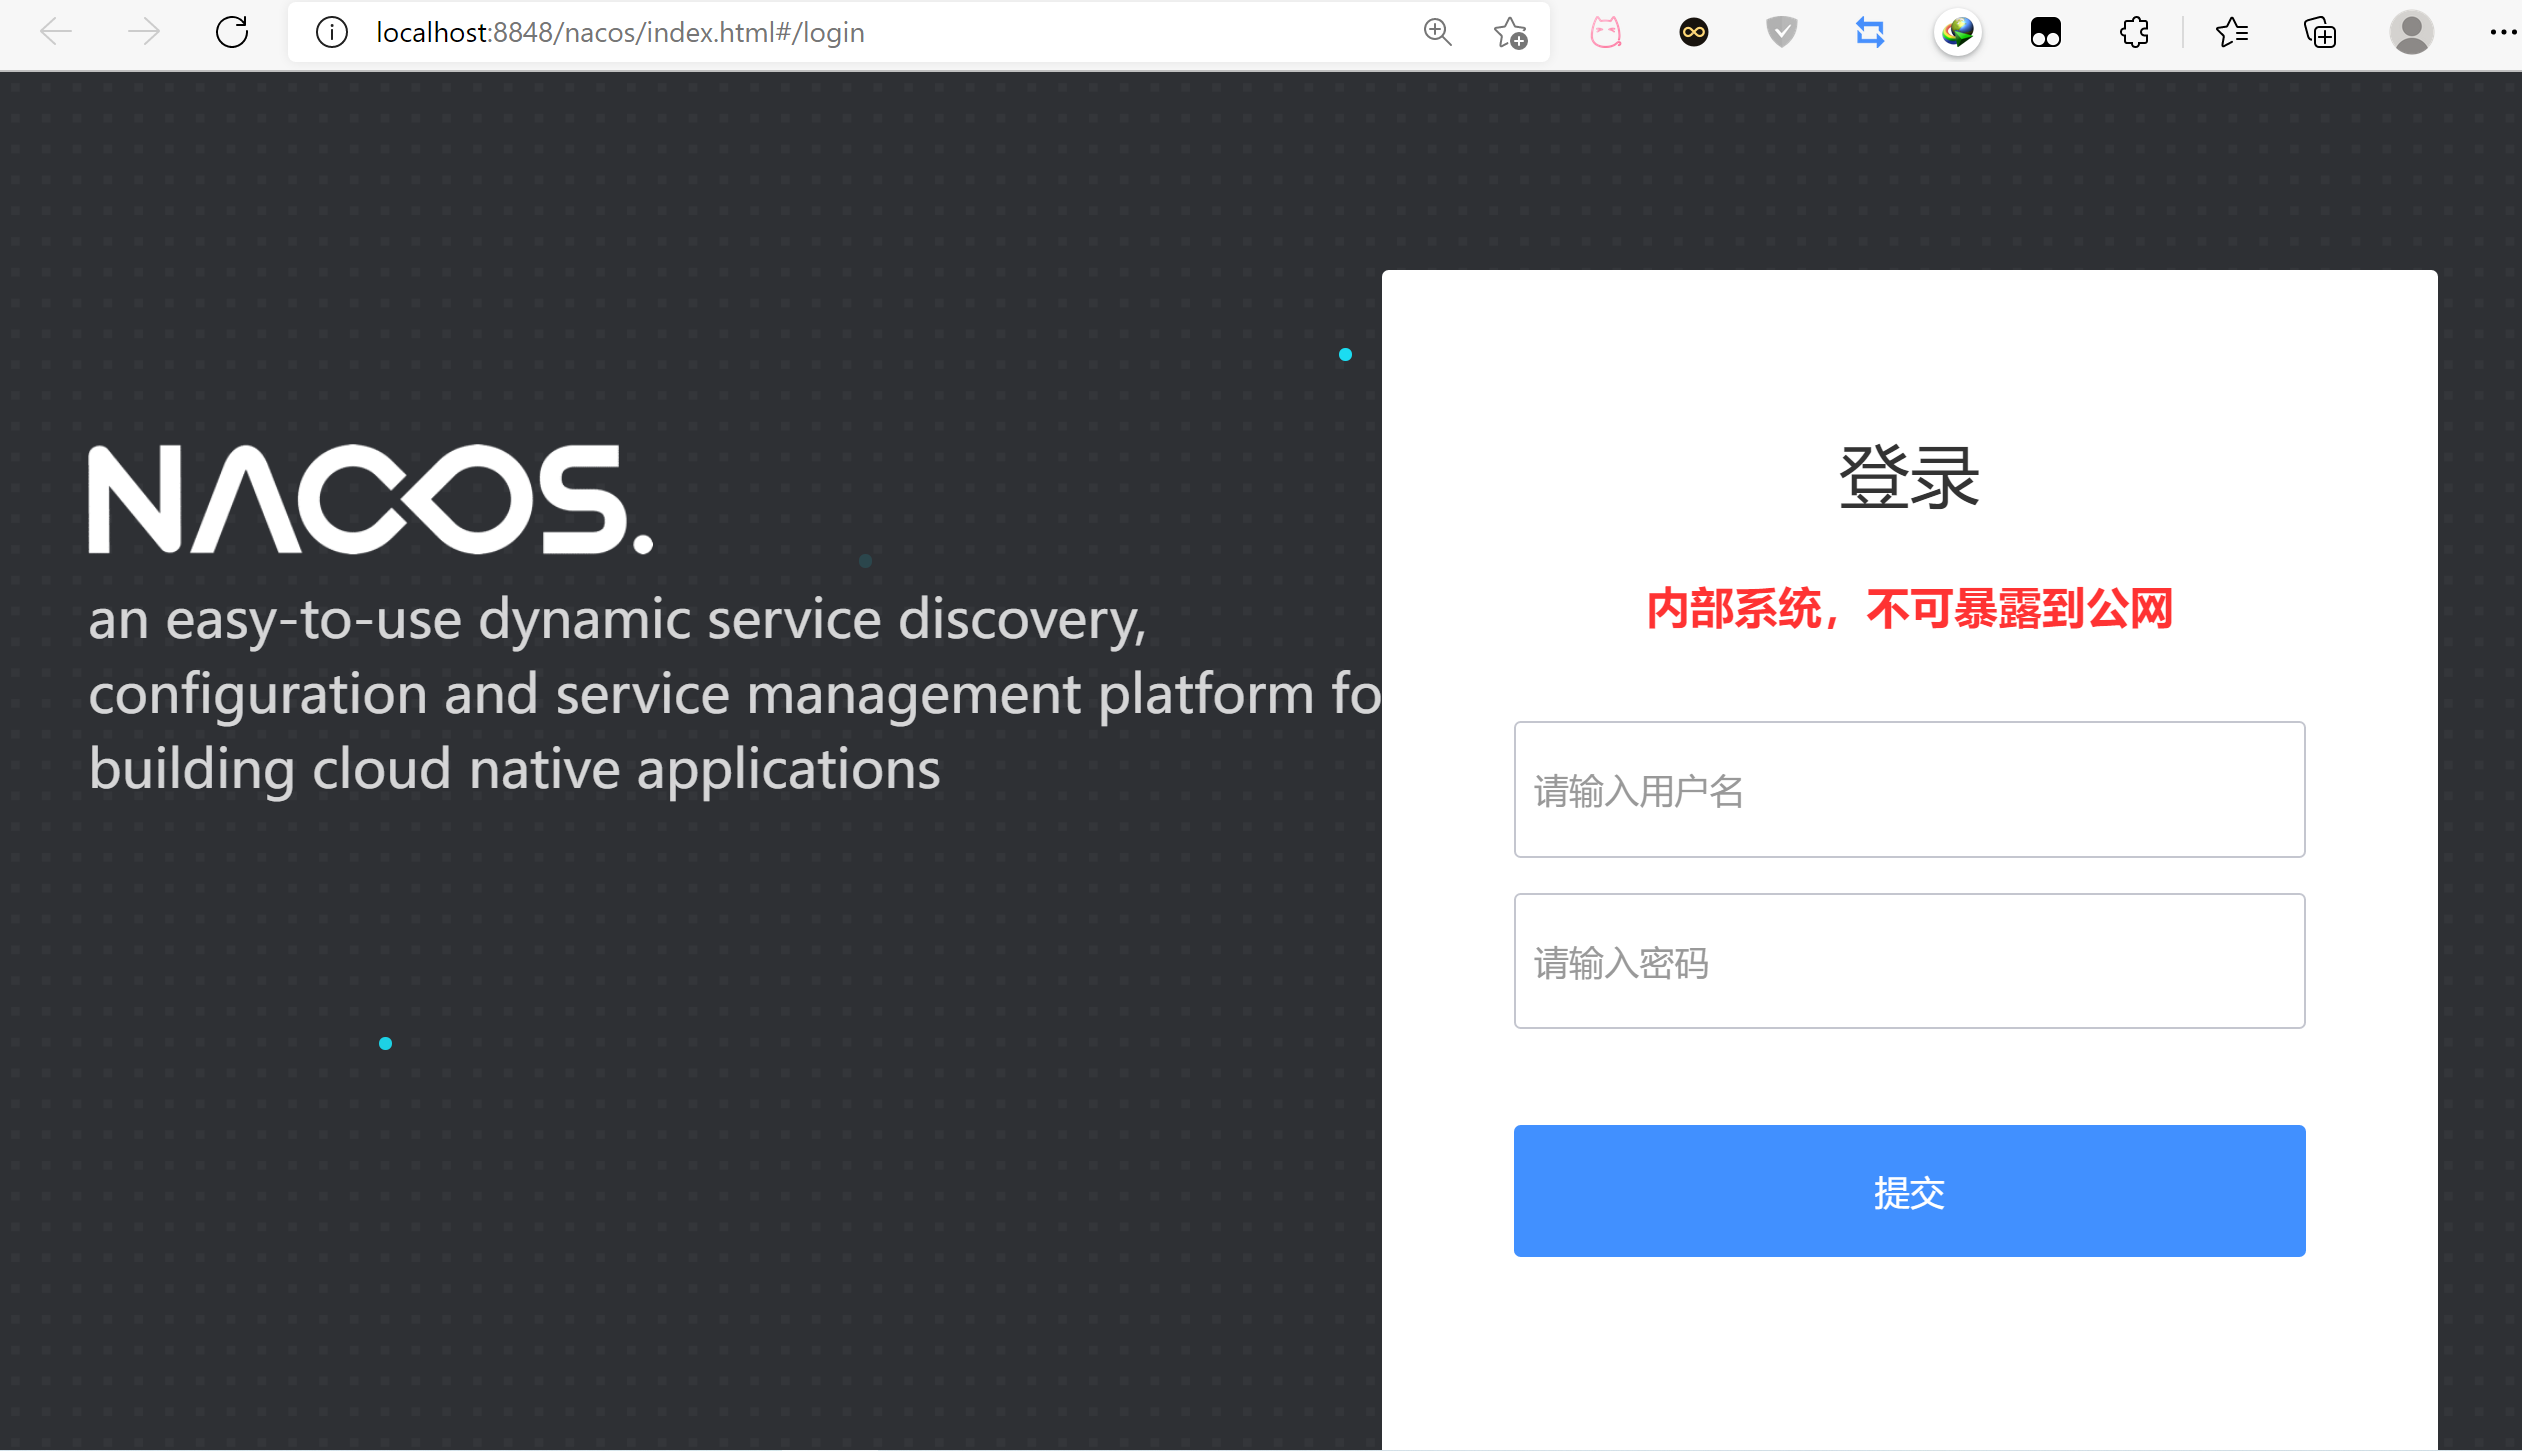 localhost:8848/nacos/index.html#/login
NACOS.
an easy-to-use dynamic service discovery,
configuration and service management platform fo
building cloud native applications
登录
内部系统，不可暴露到公网
请输入用户名
请输入密码
提交